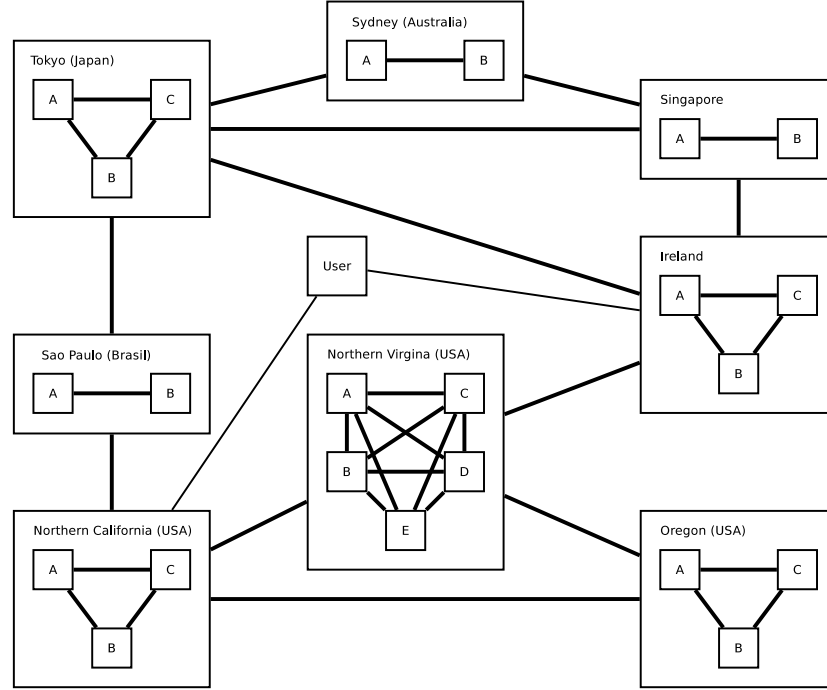 Sydney (Australia)
A B
Tokyo (Japan)
A C
B
Singapore
A B
User
Ireland
A C
B
Sao Paulo (Brasil)
A B
Northern Virgina (USA)
A C
B D
E
Northern California (USA)
A C
B
Oregon (USA)
A C
B